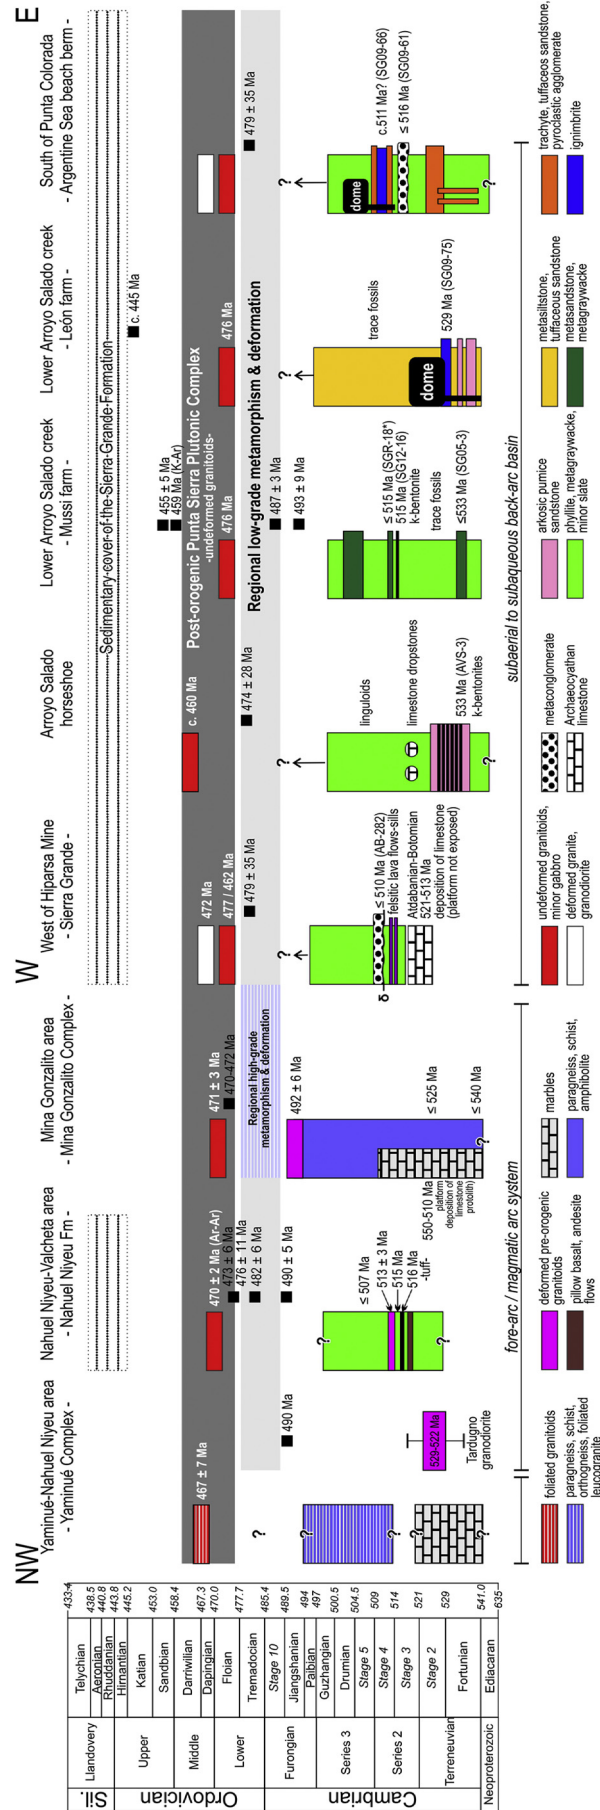 NW
W
E
Yaminué-Nahuel Niyeu area
- Yaminué Complex -
Nahuel Niyeu-Valcheta area
- Nahuel Niyeu Fm -
Mina Gonzalito area
- Mina Gonzalito Complex -
West of Hiparsa Mine
- Sierra Grande -
Arroyo Salado
horseshoe
Lower Arroyo Salado creek
- Mussi farm -
Lower Arroyo Salado creek
- León farm -
South of Punta Colorada
- Argentine Sea beach berm -
Sil.
Ordovician
Cambrian
Llandovery
Upper
Middle
Lower
Furongian
Series 3
Series 2
Terreneuvian
Neoproterozoic
Telychian
Aeronian
Rhuddanian
Hirnantian
Katian
Sandbian
Darriwilian
Dapingian
Floian
Tremadocian
Stage 10
Jiangshanian
Paibian
Guzhangian
Drumian
Stage 5
Stage 4
Stage 3
Stage 2
Fortunian
Ediacaran
433.4
438.5
440.8
443.8
445.2
453.0
458.4
467.3
470.0
477.7
485.4
489.5
494
497
500.5
504.5
509
514
521
529
541.0
635
Sedimentary-cover-of-the-Sierra-Grande-Formation
Post-orogenic Punta Sierra Plutonic Complex
-undeformed granitoids-
Regional low-grade metamorphism & deformation
Regional high-grade
metamorphism & deformation
467 ± 7 Ma
?
?
?
?
?
490 Ma
529-522 Ma
Tardugno
granodiorite
470 ± 2 Ma (Ar-Ar)
473 ± 6 Ma
476 ± 11 Ma
482 ± 6 Ma
490 ± 5 Ma
?
≤ 507 Ma
513 ± 3 Ma
515 Ma
516 Ma
-tuff-
?
471 ± 3 Ma
470-472 Ma
492 ± 6 Ma
550-510 Ma
platform
deposition of
limestone
protolith)
≤ 525 Ma
≤ 540 Ma
?
472 Ma
477 / 462 Ma
479 ± 35 Ma
?
≤ 510 Ma (AB-282)
felsitic lava flows-sills
δ
Atdabanian-Botomian
521-513 Ma
deposition of limestone
(platform not exposed)
c. 460 Ma
474 ± 28 Ma
?
linguloids
limestone dropstones
533 Ma (AVS-3)
k-bentonites
?
455 ± 5 Ma
459 Ma (K-Ar)
476 Ma
487 ± 3 Ma
493 ± 9 Ma
≤ 515 Ma (SGR-18*)
515 Ma (SG12-16)
k-bentonite
trace fossils
≤533 Ma (SG05-3)
c. 445 Ma
476 Ma
?
trace fossils
dome
529 Ma (SG09-75)
479 ± 35 Ma
?
dome
c.511 Ma? (SG09-66)
≤ 516 Ma (SG09-61)
?
fore-arc / magmatic arc system
subaerial to subaqueous back-arc basin
foliated granitoids
paragneiss, schist,
orthogneiss, foliated
leucogranite
deformed pre-orogenic
granitoids
pillow basalt, andesite
flows
marbles
paragneiss, schist,
amphibolite
undeformed granitoids,
minor gabbro
deformed granite,
granodiorite
metaconglomerate
Archaeocyathan
limestone
arkosic pumice
sandstone
phyllite, metagraywacke,
minor slate
metasiltstone,
tuffaceous sandstone
metasandstone,
metagraywacke
trachyte, tuffaceos sandstone,
pyroclastic agglomerate
ignimbrite